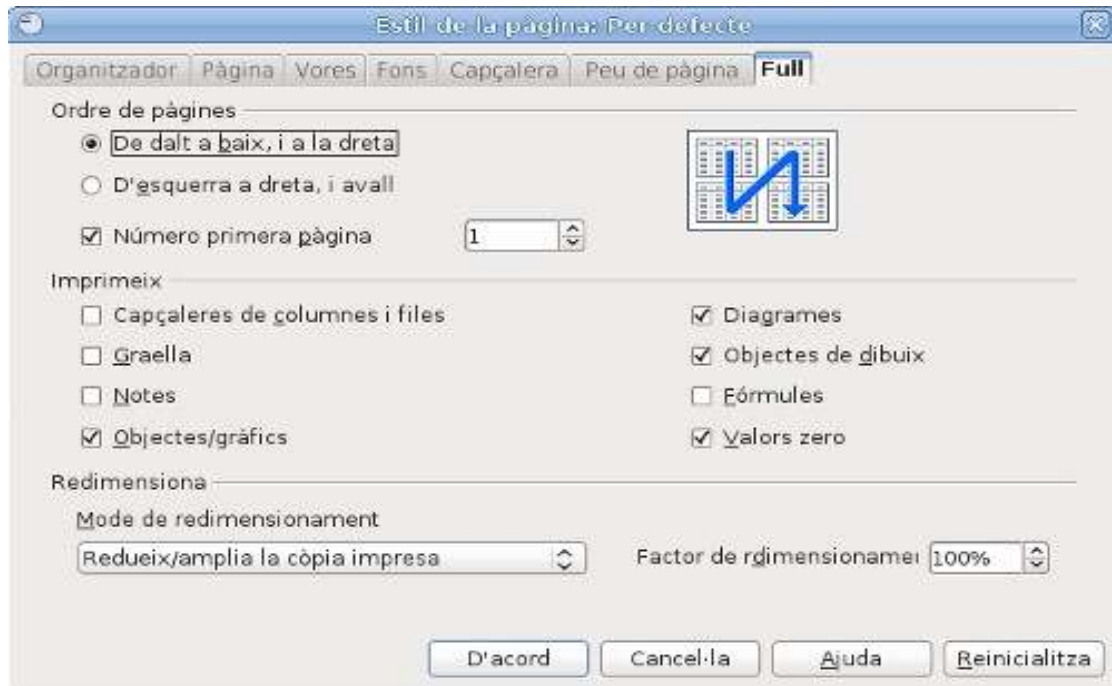 Estil de la pàgina: Per defecte
Organitzador Pàgina Vores Fons Capçalera Peu de pàgina Full
Ordre de pàgines
De dalt a baix, i a la dreta
D'esquerra a dreta, i avall
Número primera pàgina 1
Imprimeix
Capçaleres de columnes i files Diagrames
Graella Objectes de dibuix
Notes Fórmules
Objectes/gràfics Valors zero
Redimensiona
Mode de redimensionament
Redueix/amplia la còpia impresa Factor de rdimensioname 100%
D'acord Cancel·la Ajuda Reinicialitza